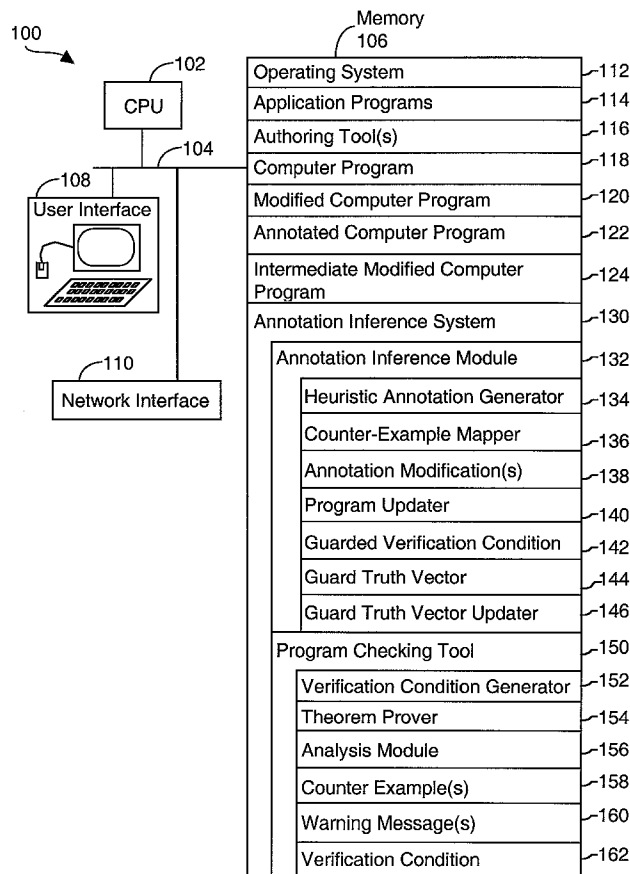 100
102
CPU
104
108
User Interface
110
Network Interface
Memory
106
Operating System 112
Application Programs 114
Authoring Tool(s) 116
Computer Program 118
Modified Computer Program 120
Annotated Computer Program 122
Intermediate Modified Computer 124
Program
Annotation Inference System 130
Annotation Inference Module 132
Heuristic Annotation Generator 134
Counter-Example Mapper 136
Annotation Modification(s) 138
Program Updater 140
Guarded Verification Condition 142
Guard Truth Vector 144
Guard Truth Vector Updater 146
Program Checking Tool 150
Verification Condition Generator 152
Theorem Prover 154
Analysis Module 156
Counter Example(s) 158
Warning Message(s) 160
Verification Condition 162